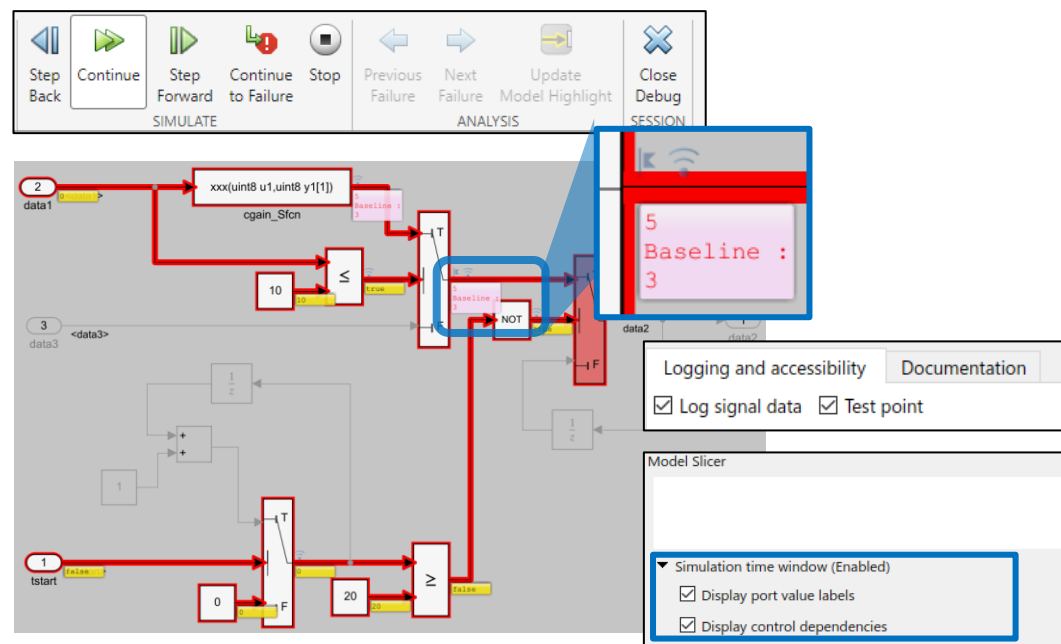 Step Back
Continue
Step Forward
Continue to Failure
Stop
Previous Failure
Next Failure
Update Model Highlight
Close Debug
SIMULATE
ANALYSIS
SESSION
2
data1
0
xxx(uint8 u1,uint8 y1[1])
cgain_Sfcn
5
Baseline :
3
T
10
10
≤
true
F
5
Baseline :
3
NOT
F
data2
data2
5
Baseline :
3
3
data3
<data3>
1
z
+
+
1
1
z
Logging and accessibility
Documentation
Log signal data
Test point
Model Slicer
Simulation time window (Enabled)
Display port value labels
Display control dependencies
1
tstart
false
T
0
0
F
0
20
20
≥
false